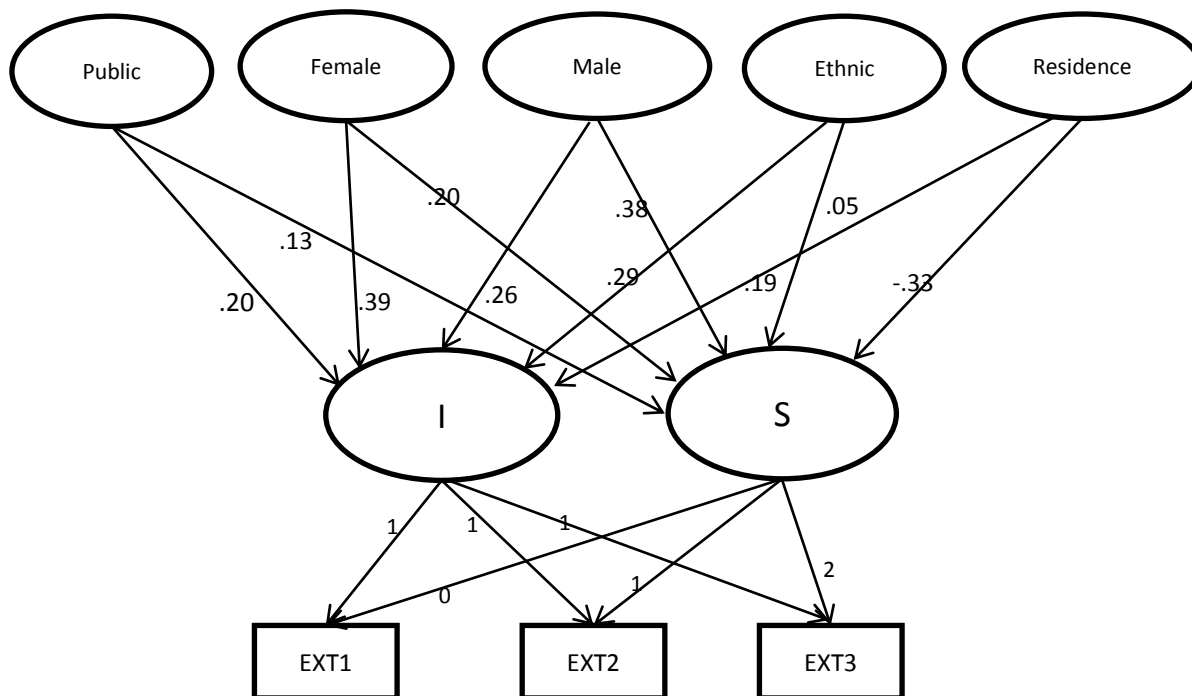 Public
Female
Male
Ethnic
Residence
.20
.38
.05
.13
.29
.19
-.33
.20
.39
.26
I
S
1
1
1
0
1
2
EXT1
EXT2
EXT3